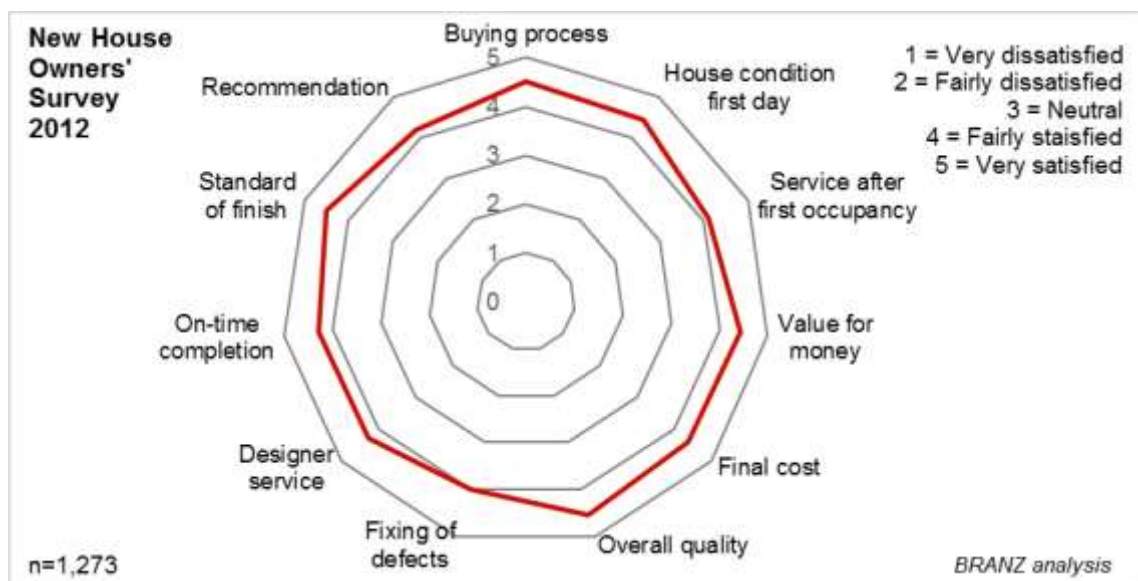 New House
Owners'
Survey
2012
Buying process
House condition
first day
Service after
first occupancy
Value for
money
Final cost
Overall quality
Fixing of
defects
Designer
service
On-time
completion
Standard
of finish
Recommendation
5
4
3
2
1
0
1 = Very dissatisfied
2 = Fairly dissatisfied
3 = Neutral
4 = Fairly staisfied
5 = Very satisfied
n=1,273
BRANZ analysis